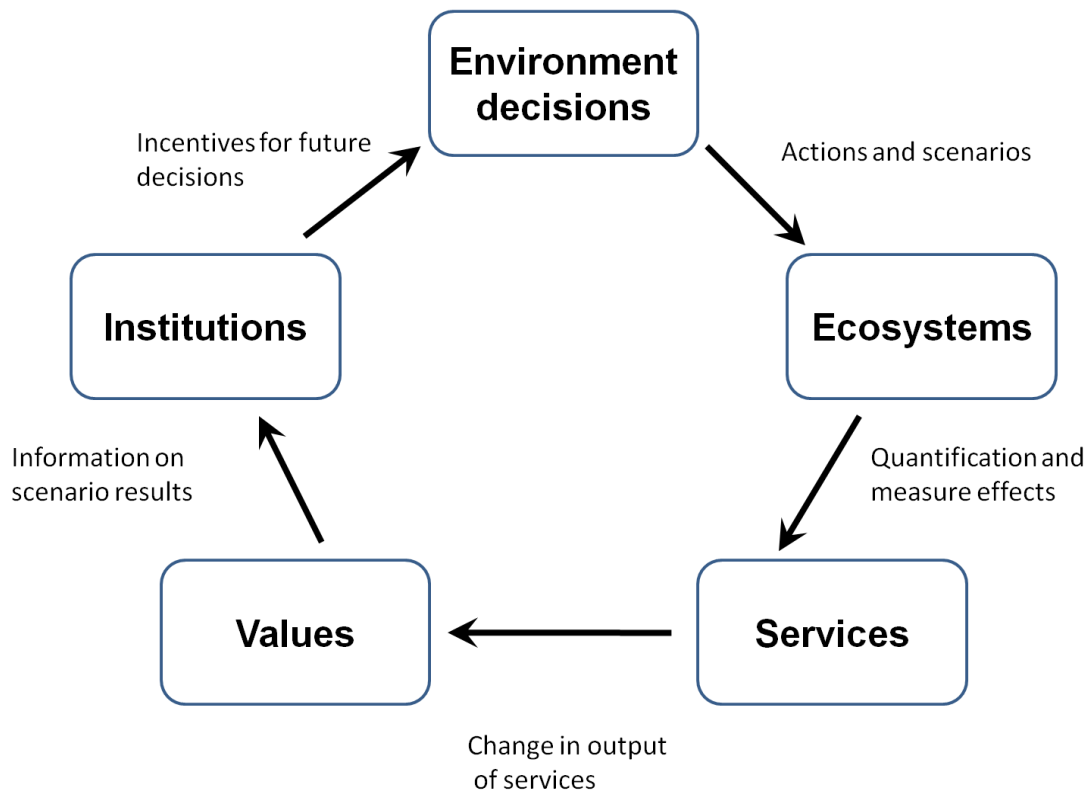 Environment
decisions
Incentives for future
decisions
Actions and scenarios
Institutions
Ecosystems
Information on
scenario results
Quantification and
measure effects
Values
Services
Change in output
of services